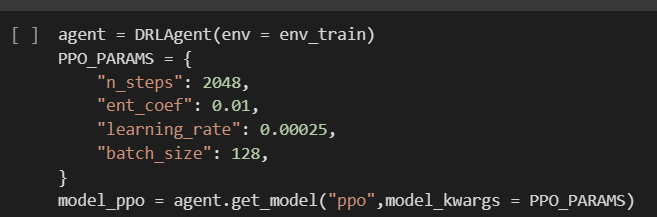 [ ] agent = DRLAgent(env = env_train)
PPO_PARAMS = {
    "n_steps": 2048,
    "ent_coef": 0.01,
    "learning_rate": 0.00025,
    "batch_size": 128,
}
model_ppo = agent.get_model("ppo",model_kwargs = PPO_PARAMS)